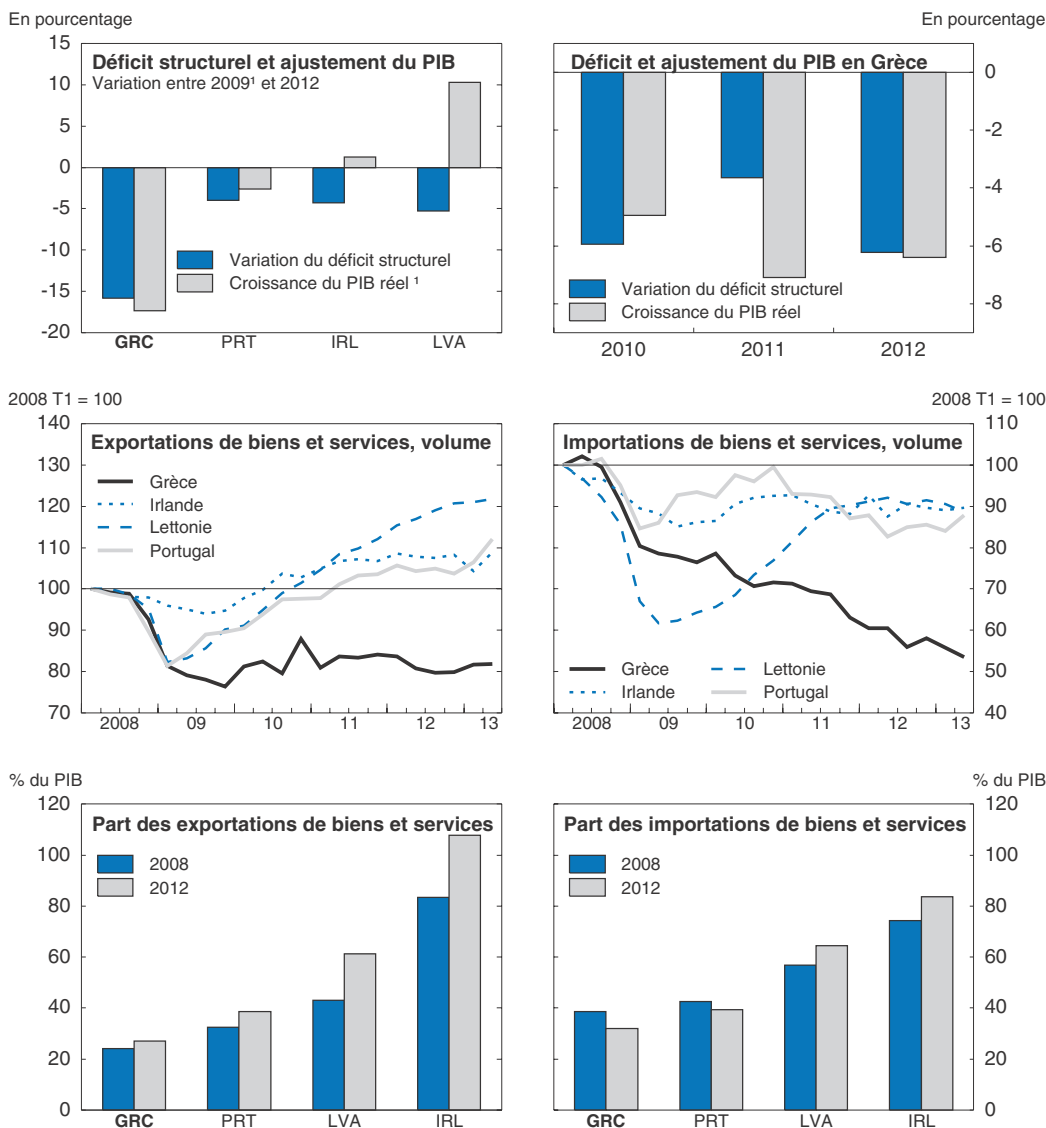 En pourcentage
En pourcentage
Déficit structurel et ajustement du PIB
Variation entre 2009¹ et 2012
15
10
5
0
-5
-10
-15
-20
Variation du déficit structurel
Croissance du PIB réel ¹
GRC PRT IRL LVA
Déficit et ajustement du PIB en Grèce
0
-2
-4
-6
-8
Variation du déficit structurel
Croissance du PIB réel
2010 2011 2012
2008 T1 = 100
2008 T1 = 100
Exportations de biens et services, volume
140
130
120
110
100
90
80
70
Grèce
Irlande
Lettonie
Portugal
2008 09 10 11 12 13
Importations de biens et services, volume
110
100
90
80
70
60
50
40
Grèce Lettonie
Irlande Portugal
2008 09 10 11 12 13
% du PIB
% du PIB
Part des exportations de biens et services
120
100
80
60
40
20
0
2008
2012
GRC PRT LVA IRL
Part des importations de biens et services
120
100
80
60
40
20
0
2008
2012
GRC PRT LVA IRL